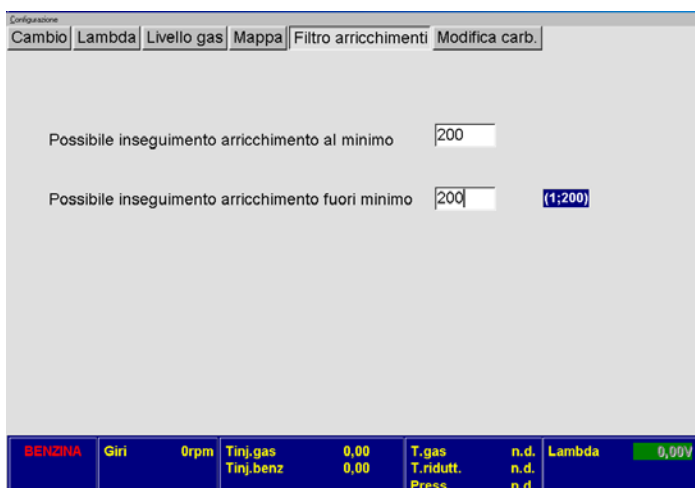 Configurazione
Cambio Lambda Livello gas Mappa Filtro arricchimenti Modifica carb.
Possibile inseguimento arricchimento al minimo 200
Possibile inseguimento arricchimento fuori minimo 200 (1;200)
BENZINA Giri 0rpm Tinj.gas 0,00 T.gas n.d. Lambda 0,00V
Tinj.benz 0,00 T.ridutt. n.d.
Press n.d.